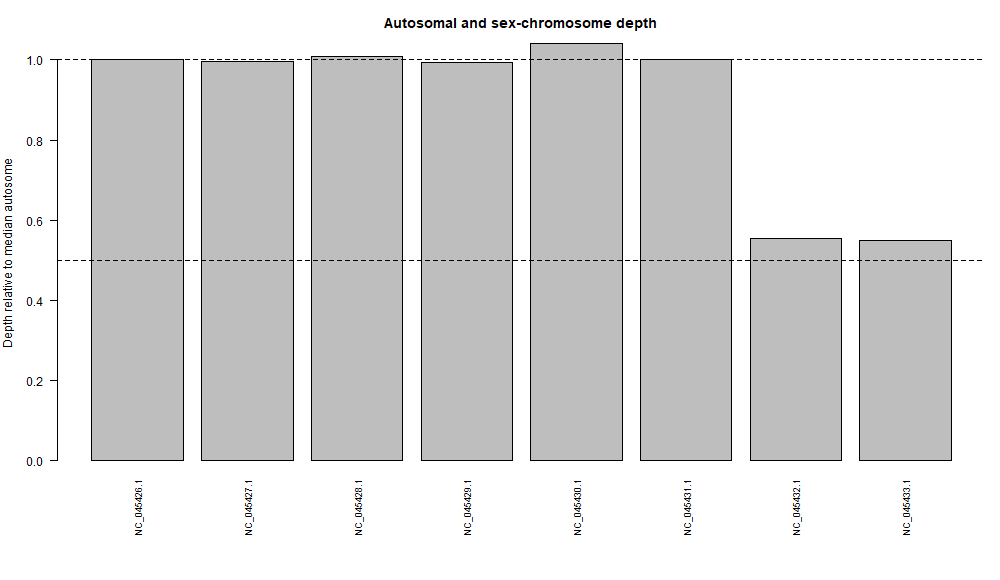 Autosomal and sex-chromosome depth
Depth relative to median autosome
1.0
0.8
0.6
0.4
0.2
0.0
NC_045426.1
NC_045427.1
NC_045428.1
NC_045429.1
NC_045430.1
NC_045431.1
NC_045432.1
NC_045433.1